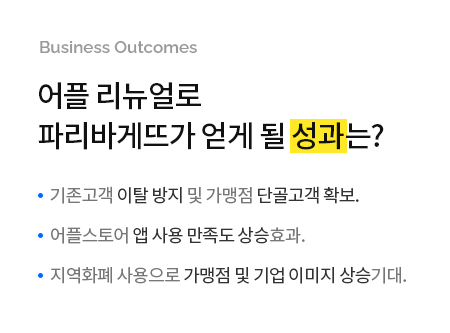 Business Outcomes
어플 리뉴얼로
파리바게뜨가 얻게 될 성과는?
• 기존고객 이탈 방지 및 가맹점 단골고객 확보.
• 어플스토어 앱 사용 만족도 상승효과.
• 지역화폐 사용으로 가맹점 및 기업 이미지 상승기대.